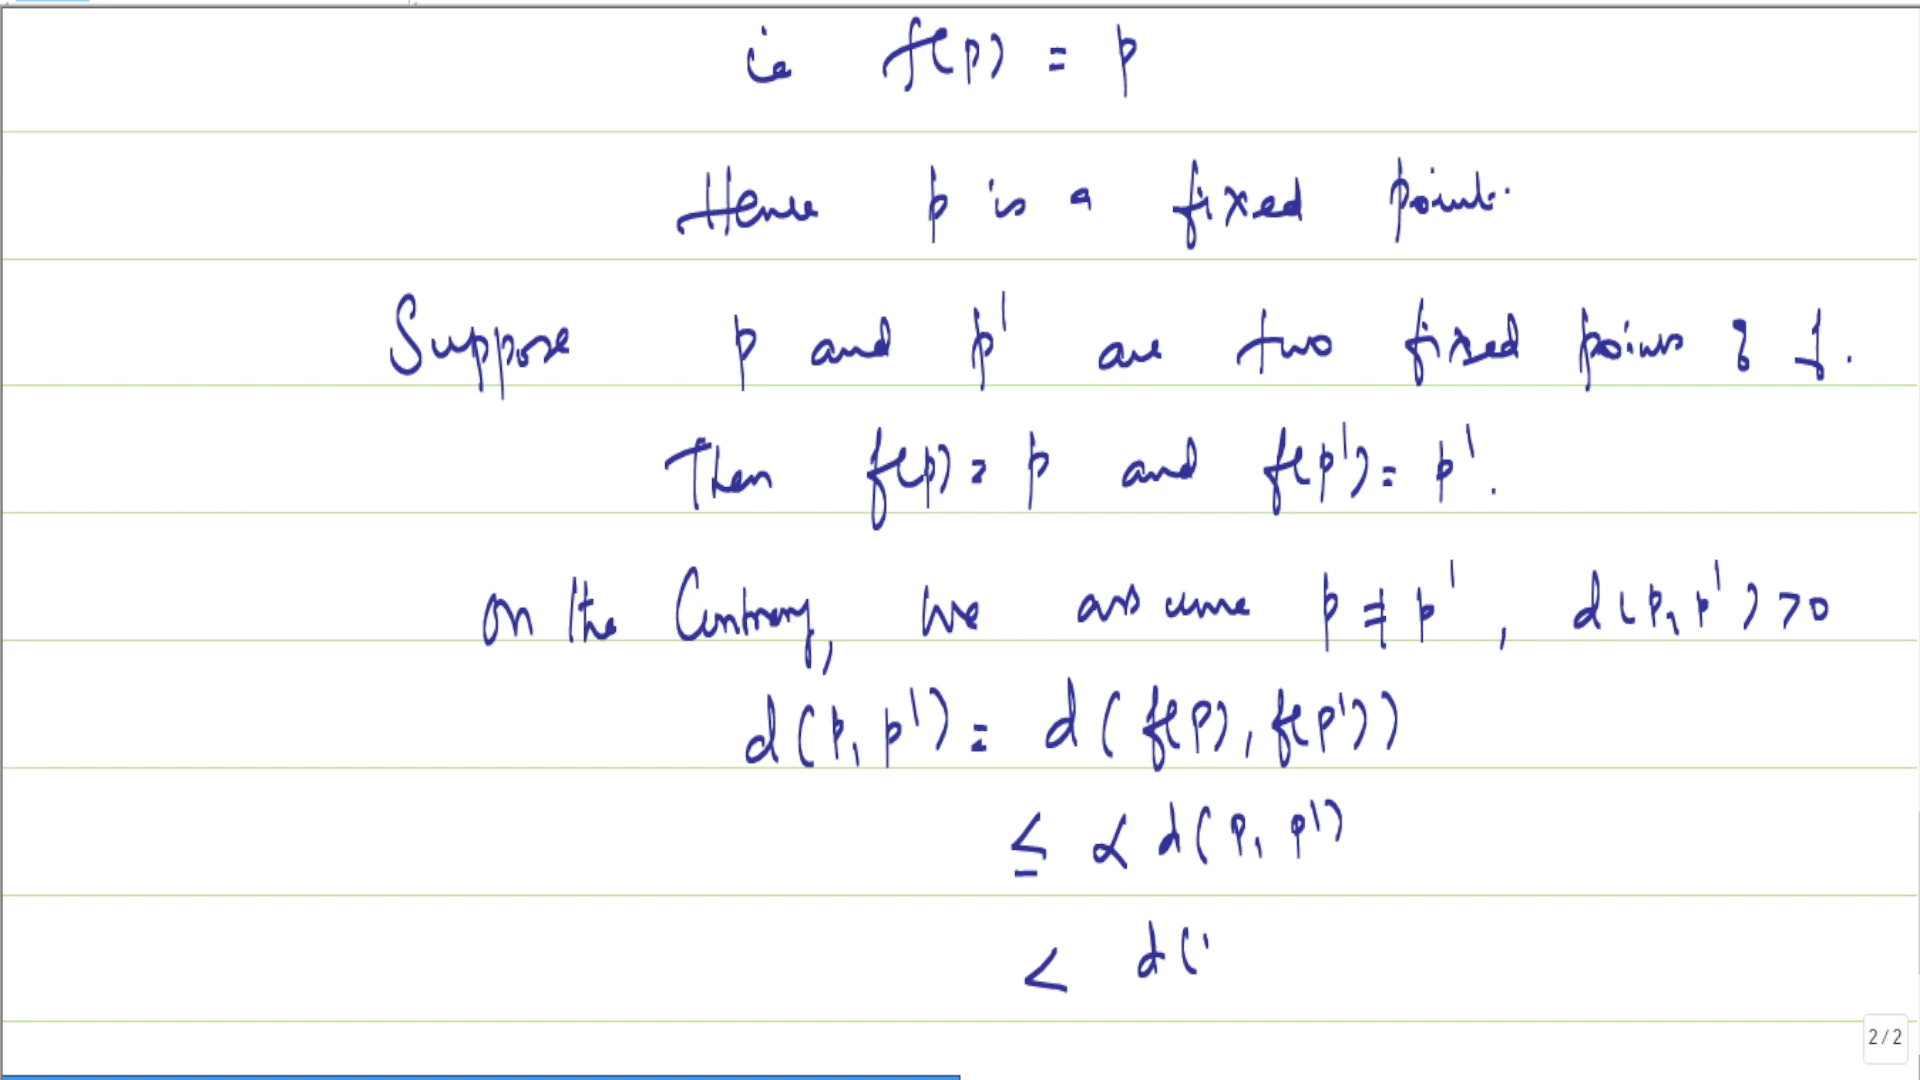 ie f(p) = p
Hence p is a fixed point.
Suppose p and p' are two fixed points of f.
Then f(p) = p and f(p') = p'.
on the Contrary, we assume p ≠ p', d(p, p') > 0
d(p, p') = d(f(p), f(p'))
≤ α d(p, p')
< d(
2/2